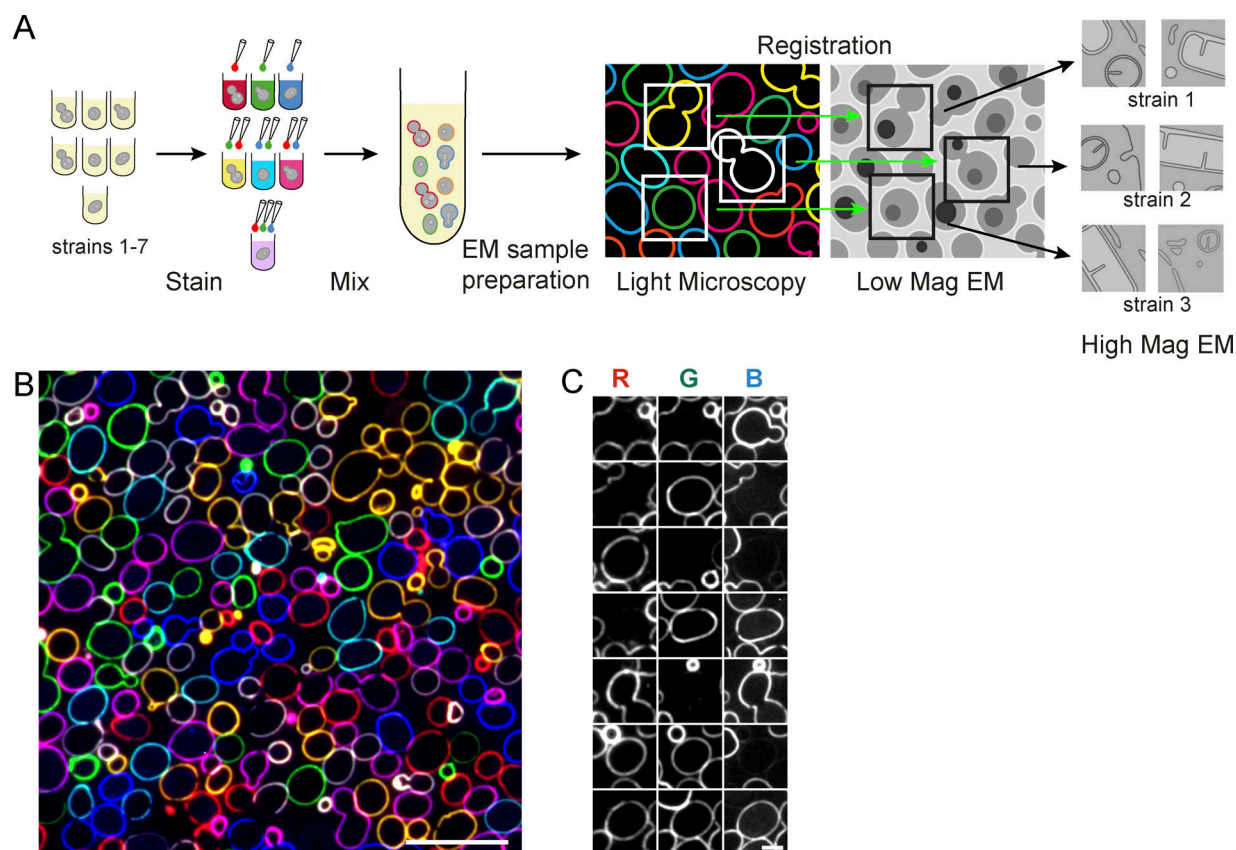 A
Registration
strains 1-7
Stain
Mix
EM sample
preparation
Light Microscopy
Low Mag EM
strain 1
strain 2
strain 3
High Mag EM
B
C
R G B